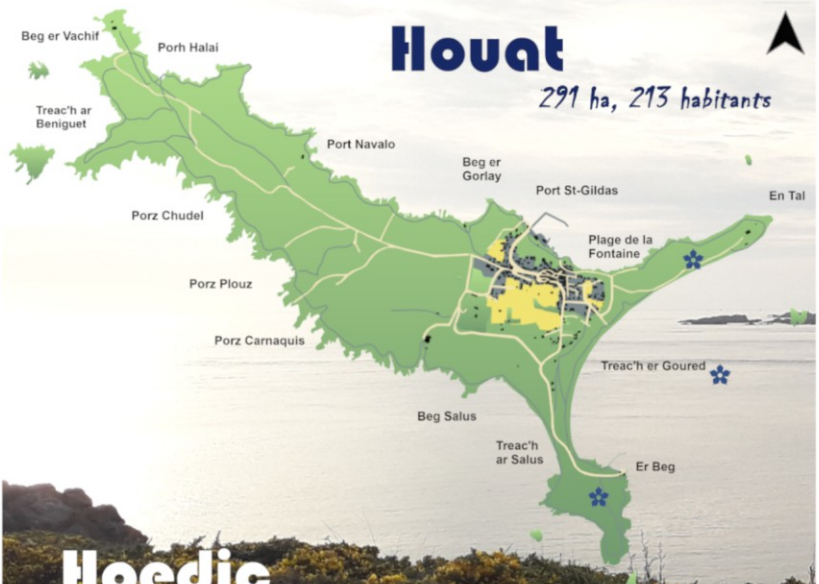 Houat
291 ha, 213 habitants
Beg er Vachif
Porh Halai
Treac'h ar
Beniguet
Port Navalo
Beg er
Gorlay
Port St-Gildas
En Tal
Porz Chudel
Plage de la
Fontaine
Porz Plouz
Porz Carnaquis
Treac'h er Goured
Beg Salus
Treac'h
ar Salus
Er Beg
Hoedic